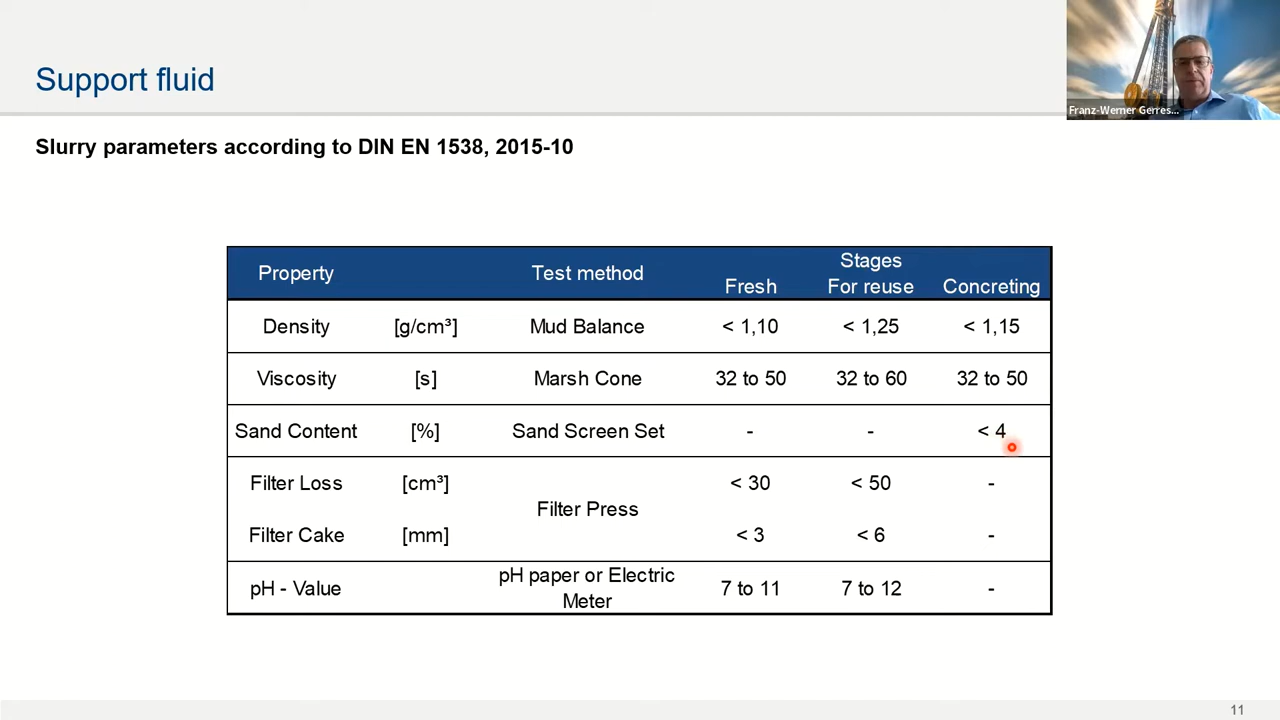 Support fluid
Franz-Werner Gerres...
Slurry parameters according to DIN EN 1538, 2015-10
Property Test method Stages
Fresh For reuse Concreting
Density [g/cm³] Mud Balance < 1,10 < 1,25 < 1,15
Viscosity [s] Marsh Cone 32 to 50 32 to 60 32 to 50
Sand Content [%] Sand Screen Set - - < 4
Filter Loss [cm³] Filter Press < 30 < 50 -
Filter Cake [mm] < 3 < 6 -
pH - Value pH paper or Electric Meter 7 to 11 7 to 12 -
11